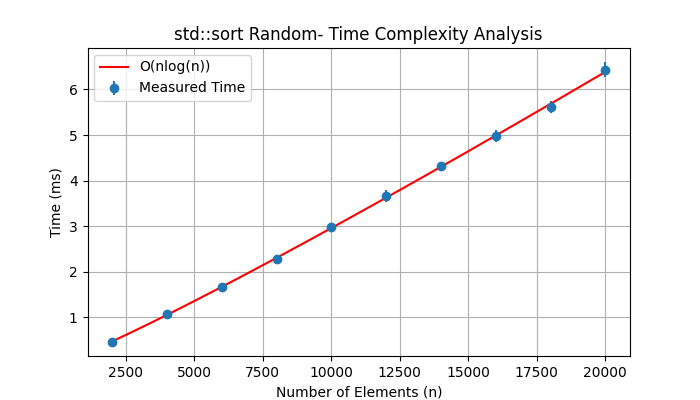 std::sort Random- Time Complexity Analysis
O(nlog(n))
Measured Time
Time (ms)
6
5
4
3
2
1
2500 5000 7500 10000 12500 15000 17500 20000
Number of Elements (n)